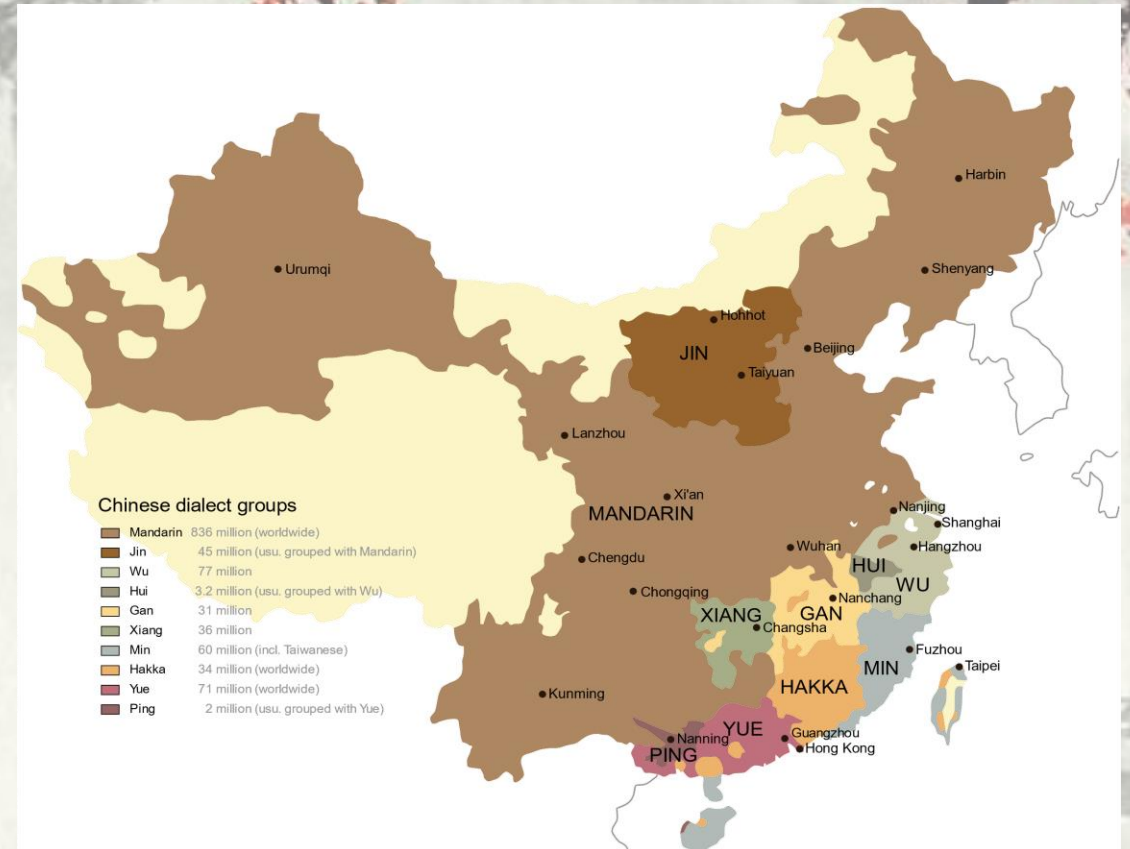 Harbin
Urumqi
Shenyang
Hohhot
Beijing
JIN
Taiyuan
Lanzhou
Xi'an
MANDARIN
Nanjing
Shanghai
Chengdu
Wuhan
Hangzhou
HUI
WU
Chongqing
Nanchang
XIANG
GAN
Changsha
Fuzhou
MIN
Taipei
HAKKA
Kunming
YUE
Guangzhou
Nanning
Hong Kong
PING
Chinese dialect groups
Mandarin 836 million (worldwide)
Jin 45 million (usu. grouped with Mandarin)
Wu 77 million
Hui 3.2 million (usu. grouped with Wu)
Gan 31 million
Xiang 36 million
Min 60 million (incl. Taiwanese)
Hakka 34 million (worldwide)
Yue 71 million (worldwide)
Ping 2 million (usu. grouped with Yue)